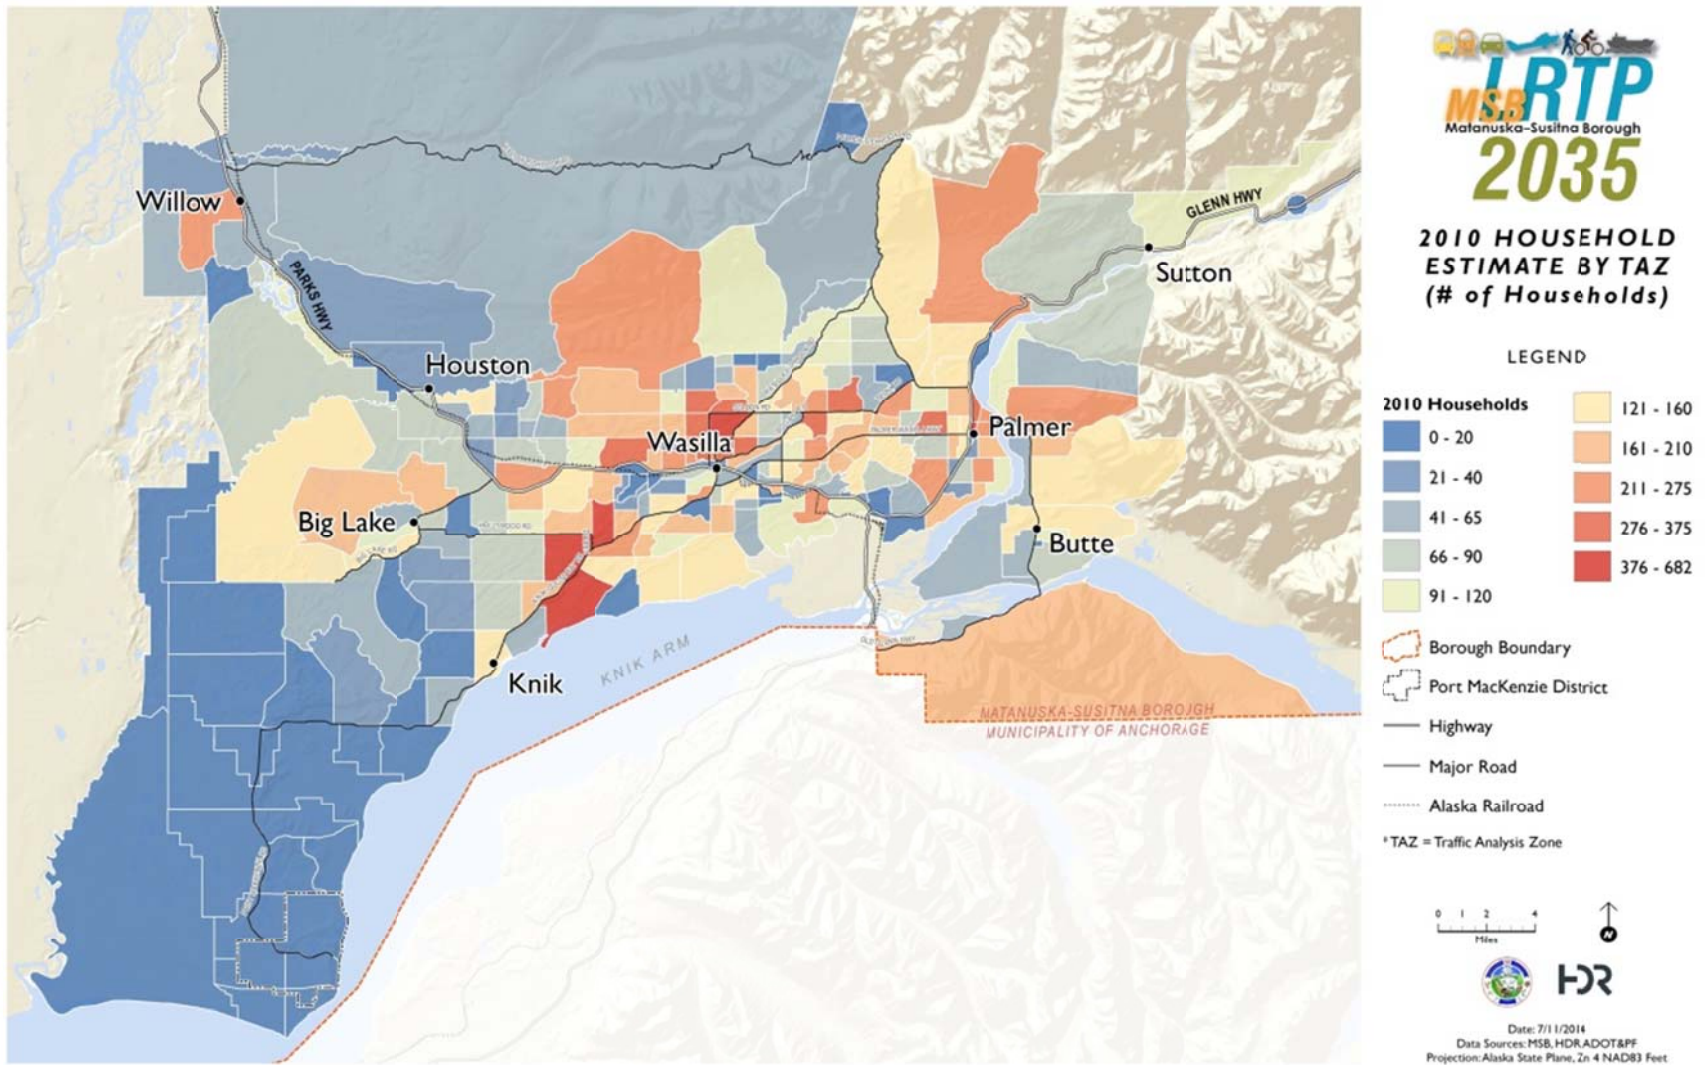 Willow
PARKS HWY
Houston
Wasilla
Big Lake
Knik
KNIK ARM
Palmer
Butte
Sutton
GLENN HWY
MATANUSKA-SUSITNA BOROUGH
MUNICIPALITY OF ANCHORAGE
MSB LRTP
Matanuska-Susitna Borough
2035
2010 HOUSEHOLD
ESTIMATE BY TAZ
(# of Households)
LEGEND
2010 Households
0 - 20
21 - 40
41 - 65
66 - 90
91 - 120
121 - 160
161 - 210
211 - 275
276 - 375
376 - 682
Borough Boundary
Port MacKenzie District
Highway
Major Road
Alaska Railroad
*TAZ = Traffic Analysis Zone
0 1 2 4
Miles
N
HDR
Date: 7/11/2014
Data Sources: MSB, HDR, ADOT&PF
Projection: Alaska State Plane, Zn 4 NAD83 Feet